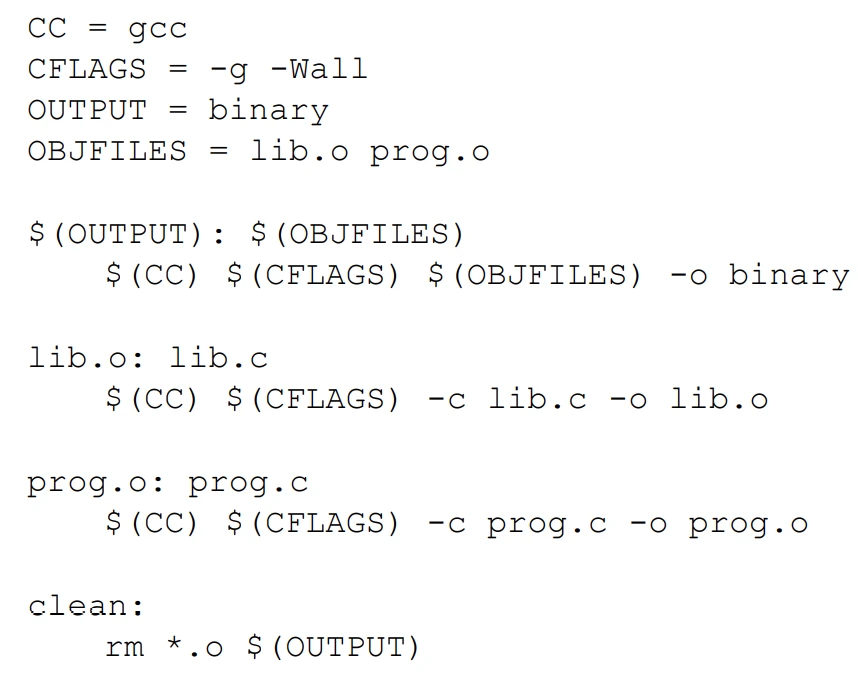 CC = gcc
CFLAGS = -g -Wall
OUTPUT = binary
OBJFILES = lib.o prog.o

$(OUTPUT): $(OBJFILES)
    $(CC) $(CFLAGS) $(OBJFILES) -o binary

lib.o: lib.c
    $(CC) $(CFLAGS) -c lib.c -o lib.o

prog.o: prog.c
    $(CC) $(CFLAGS) -c prog.c -o prog.o

clean:
    rm *.o $(OUTPUT)